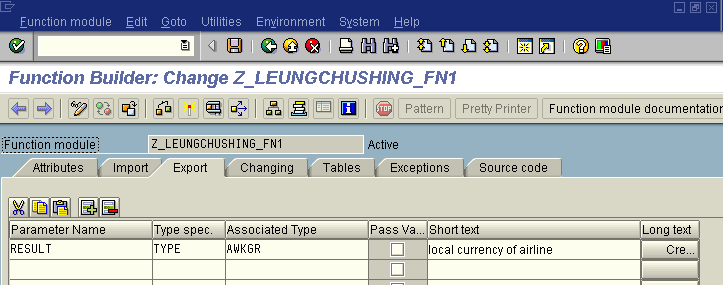 Function module Edit Goto Utilities Environment System Help
Function Builder: Change Z_LEUNGCHUSHING_FN1
STOP Pattern Pretty Printer Function module documentation
Function module Z_LEUNGCHUSHING_FN1 Active
Attributes Import Export Changing Tables Exceptions Source code
Parameter Name Type spec. Associated Type Pass Va... Short text Long text
RESULT TYPE AWKGR local currency of airline Cre...